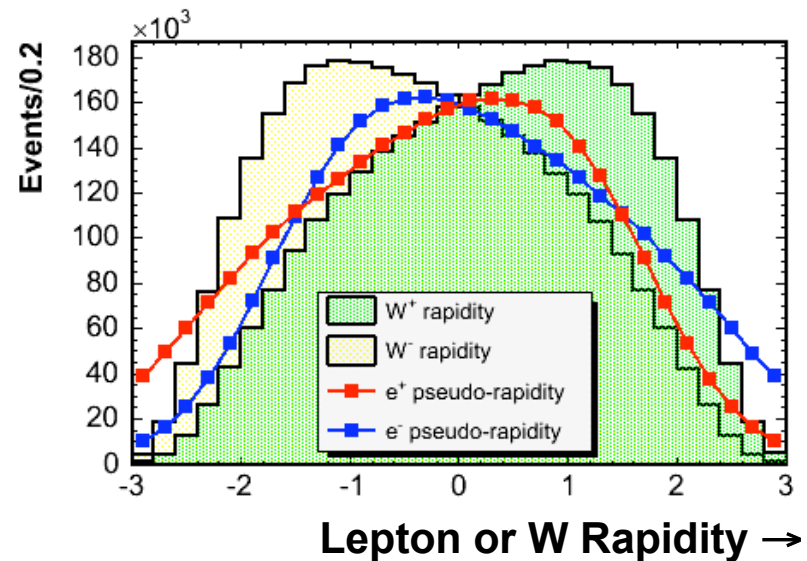 ×10³
Events/0.2
180
160
140
120
100
80
60
40
20
0
-3 -2 -1 0 1 2 3
W⁺ rapidity
W⁻ rapidity
e⁺ pseudo-rapidity
e⁻ pseudo-rapidity
Lepton or W Rapidity →